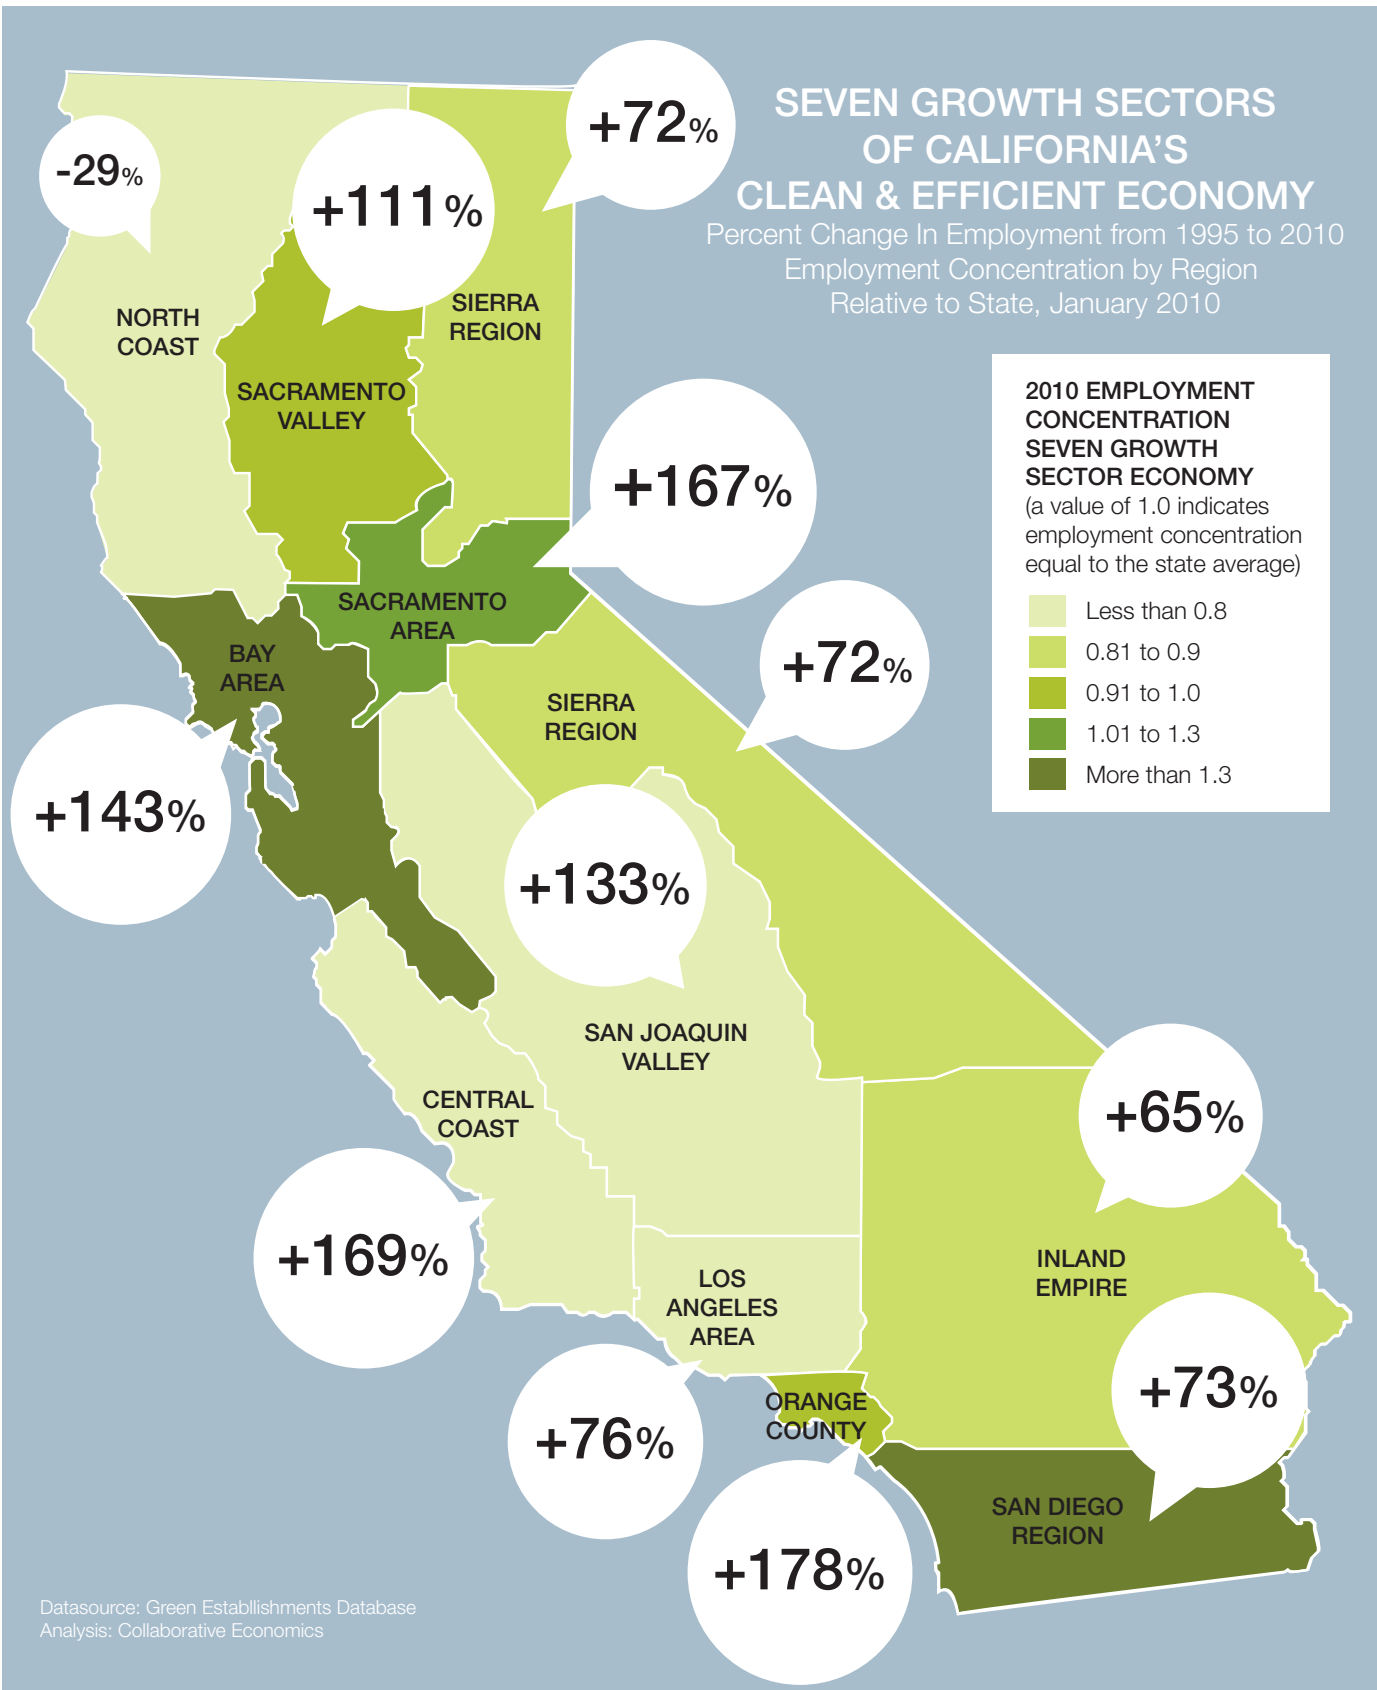 SEVEN GROWTH SECTORS
OF CALIFORNIA'S
CLEAN & EFFICIENT ECONOMY
Percent Change In Employment from 1995 to 2010
Employment Concentration by Region
Relative to State, January 2010
2010 EMPLOYMENT
CONCENTRATION
SEVEN GROWTH
SECTOR ECONOMY
(a value of 1.0 indicates
employment concentration
equal to the state average)
Less than 0.8
0.81 to 0.9
0.91 to 1.0
1.01 to 1.3
More than 1.3
-29%
NORTH
COAST
+111%
SACRAMENTO
VALLEY
+72%
SIERRA
REGION
+167%
SACRAMENTO
AREA
BAY
AREA
+143%
+72%
SIERRA
REGION
+133%
SAN JOAQUIN
VALLEY
CENTRAL
COAST
+169%
+65%
INLAND
EMPIRE
LOS
ANGELES
AREA
+76%
ORANGE
COUNTY
+178%
+73%
SAN DIEGO
REGION
Datasource: Green Establlishments Database
Analysis: Collaborative Economics